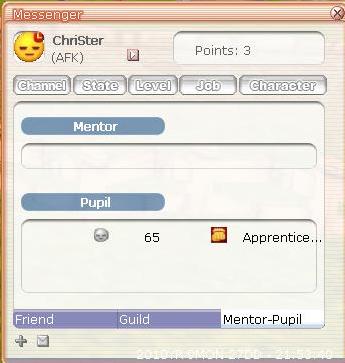 Messenger
ChriSter
(AFK)
Points: 3
Channel State Level Job Character
Mentor
Pupil
65 Apprentice...
Friend Guild Mentor-Pupil